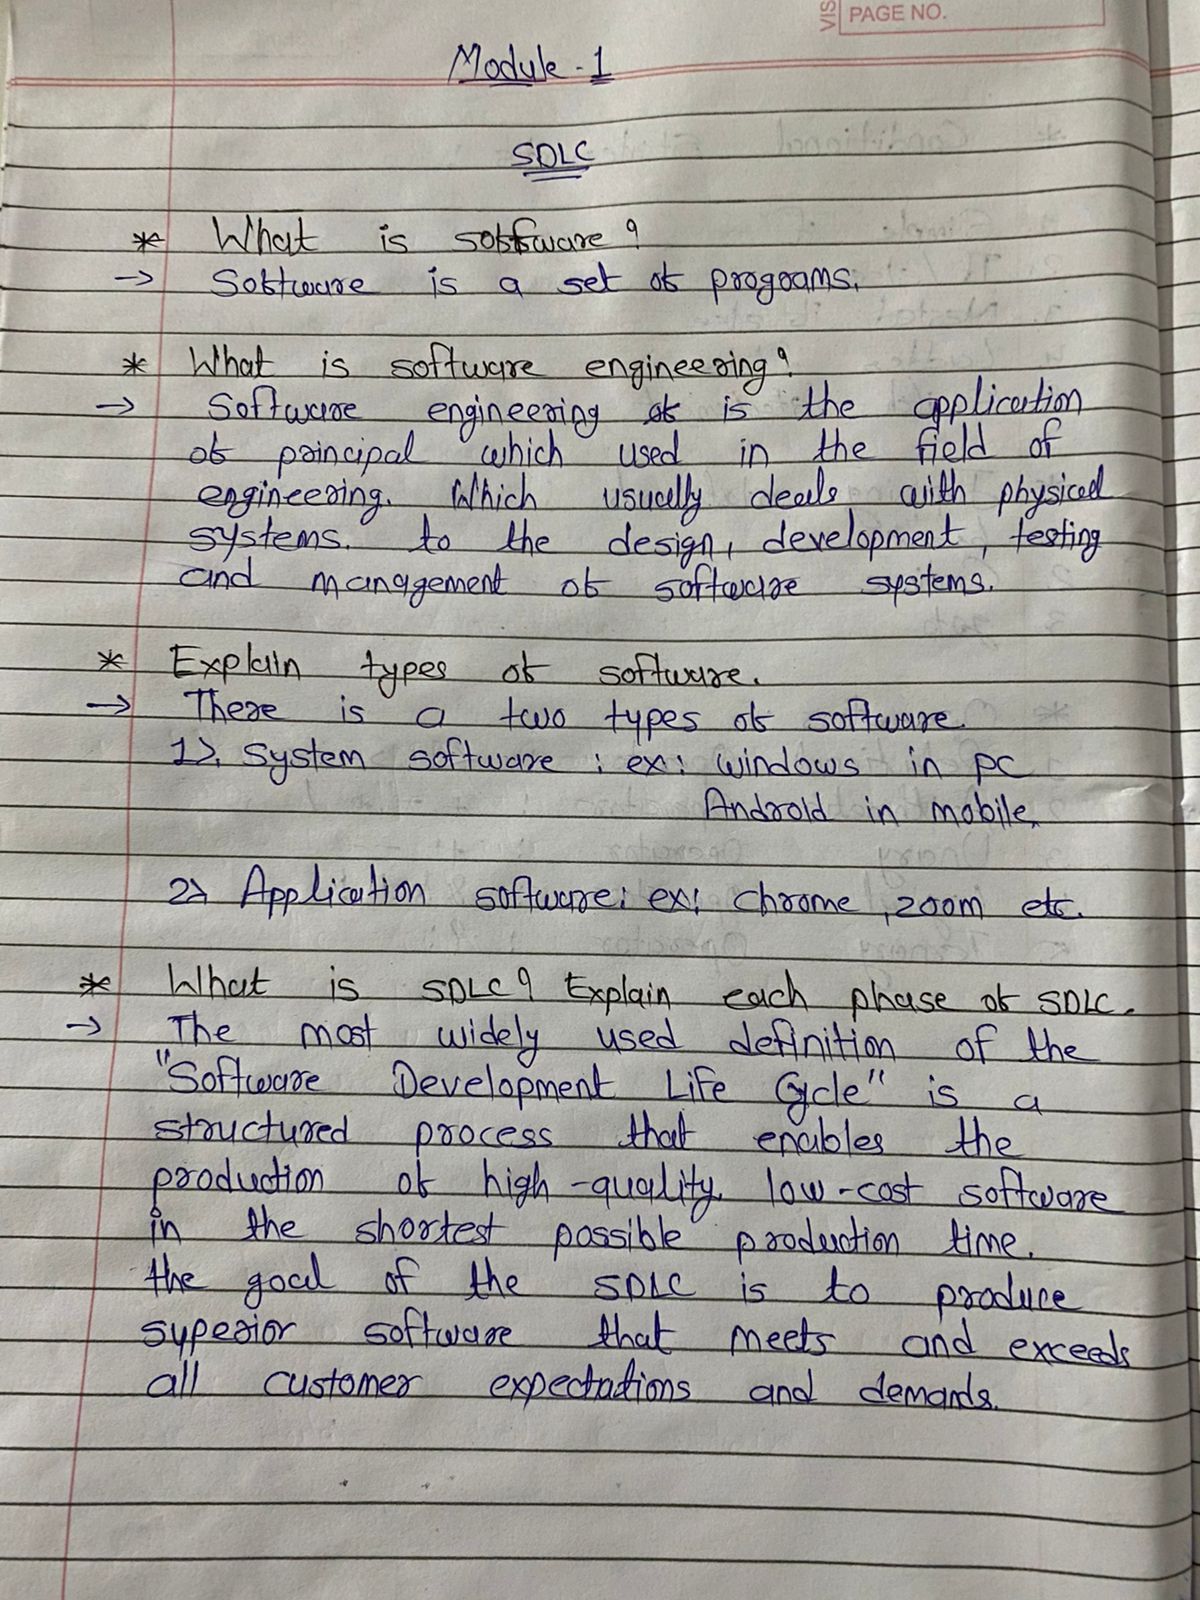 VIS
PAGE NO.
Module - 1
SDLC
* What is software ?
→ Software is a set of programs.
* What is software engineering?
→ Software engineering is the application
of principal which used in the field of
engineering. Which usually deals with physical
systems. to the design, development, testing
and management of software systems.
* Explain types of software.
→ There is a two types of software.
1>. System software : ex: windows in pc
Android in mobile.
2> Application software: ex: chrome, zoom etc.
* What is SDLC? Explain each phase of SDLC.
→ The most widely used definition of the
"Software Development Life Cycle" is a
structured process that enables the
production of high-quality, low-cost software
in the shortest possible production time.
the goal of the SDLC is to produce
syperior software that meets and exceeds
all customer expectations and demands.